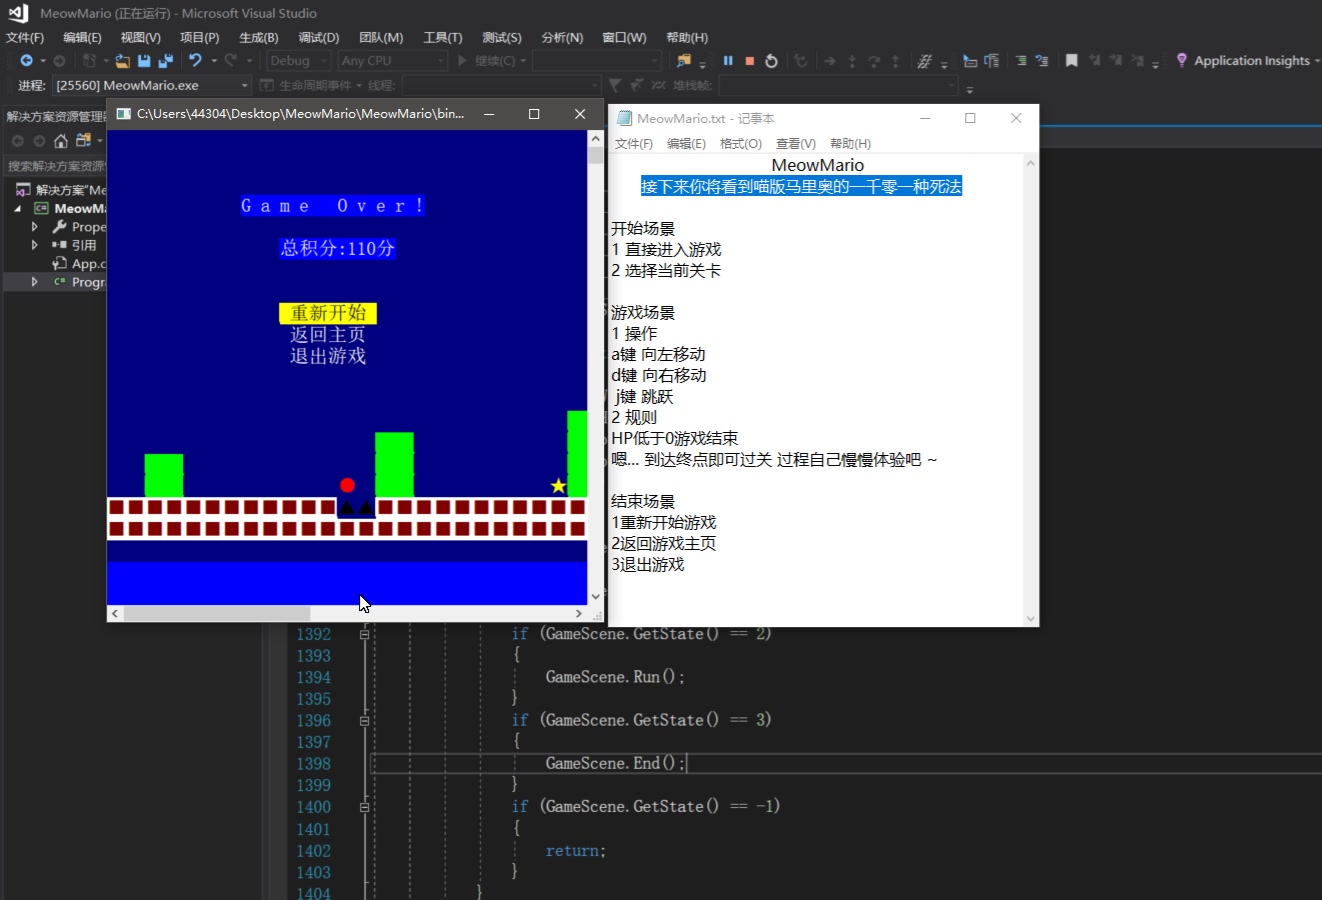 MeowMario (正在运行) - Microsoft Visual Studio
文件(F) 编辑(E) 视图(V) 项目(P) 生成(B) 调试(D) 团队(M) 工具(T) 测试(S) 分析(N) 窗口(W) 帮助(H)
Debug Any CPU 继续(C) Application Insights
进程: [25560] MeowMario.exe 生命周期事件 线程: 堆栈帧:
解决方案资源管理
搜索解决方案资源
解决方案"Me
MeowMa
Prope
引用
App.c
Progr
C:\Users\44304\Desktop\MeowMario\MeowMario\bin...
Game Over!
总积分:110分
重新开始
返回主页
退出游戏
MeowMario.txt - 记事本
文件(F) 编辑(E) 格式(O) 查看(V) 帮助(H)
MeowMario
接下来你将看到喵版马里奥的一千零一种死法
开始场景
1 直接进入游戏
2 选择当前关卡
游戏场景
1 操作
a键 向左移动
d键 向右移动
j键 跳跃
2 规则
HP低于0游戏结束
嗯... 到达终点即可过关 过程自己慢慢体验吧 ~
结束场景
1重新开始游戏
2返回游戏主页
3退出游戏
1392 if (GameScene.GetState() == 2)
1393 {
1394 GameScene.Run();
1395 }
1396 if (GameScene.GetState() == 3)
1397 {
1398 GameScene.End();
1399 }
1400 if (GameScene.GetState() == -1)
1401 {
1402 return;
1403 }
1404 }